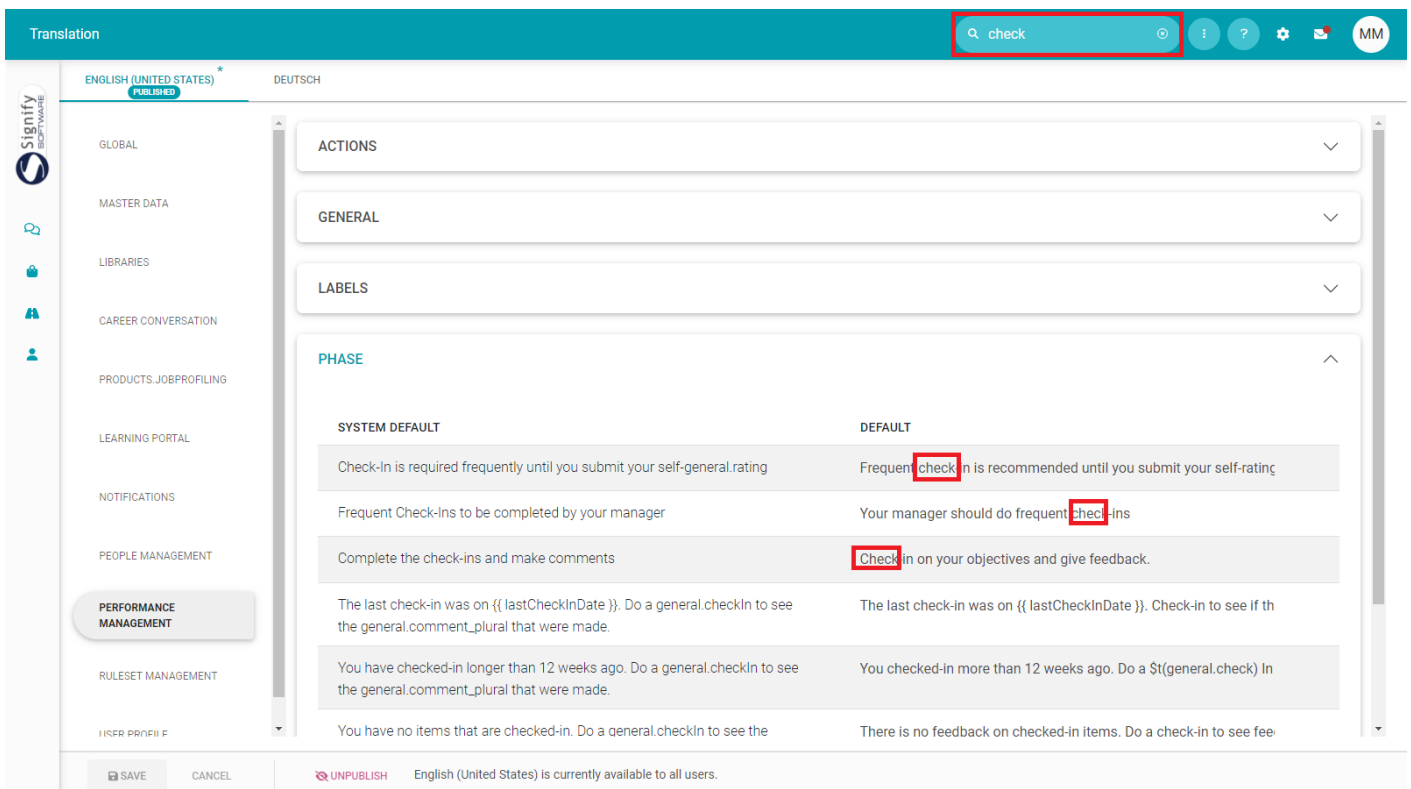 Translation
check
?
MM
ENGLISH (UNITED STATES) *
PUBLISHED
DEUTSCH
Signify
SOFTWARE
GLOBAL
MASTER DATA
LIBRARIES
CAREER CONVERSATION
PRODUCTS.JOBPROFILING
LEARNING PORTAL
NOTIFICATIONS
PEOPLE MANAGEMENT
PERFORMANCE
MANAGEMENT
RULESET MANAGEMENT
USER PROFILE
ACTIONS
GENERAL
LABELS
PHASE
SYSTEM DEFAULT
DEFAULT
Check-In is required frequently until you submit your self-general.rating
Frequent check-in is recommended until you submit your self-rating
Frequent Check-Ins to be completed by your manager
Your manager should do frequent check-ins
Complete the check-ins and make comments
Check-in on your objectives and give feedback.
The last check-in was on {{ lastCheckInDate }}. Do a general.checkIn to see
the general.comment_plural that were made.
The last check-in was on {{ lastCheckInDate }}. Check-in to see if th
You have checked-in longer than 12 weeks ago. Do a general.checkIn to see
the general.comment_plural that were made.
You checked-in more than 12 weeks ago. Do a $t(general.check) In
You have no items that are checked-in. Do a general.checkIn to see the
There is no feedback on checked-in items. Do a check-in to see fee
SAVE
CANCEL
UNPUBLISH
English (United States) is currently available to all users.